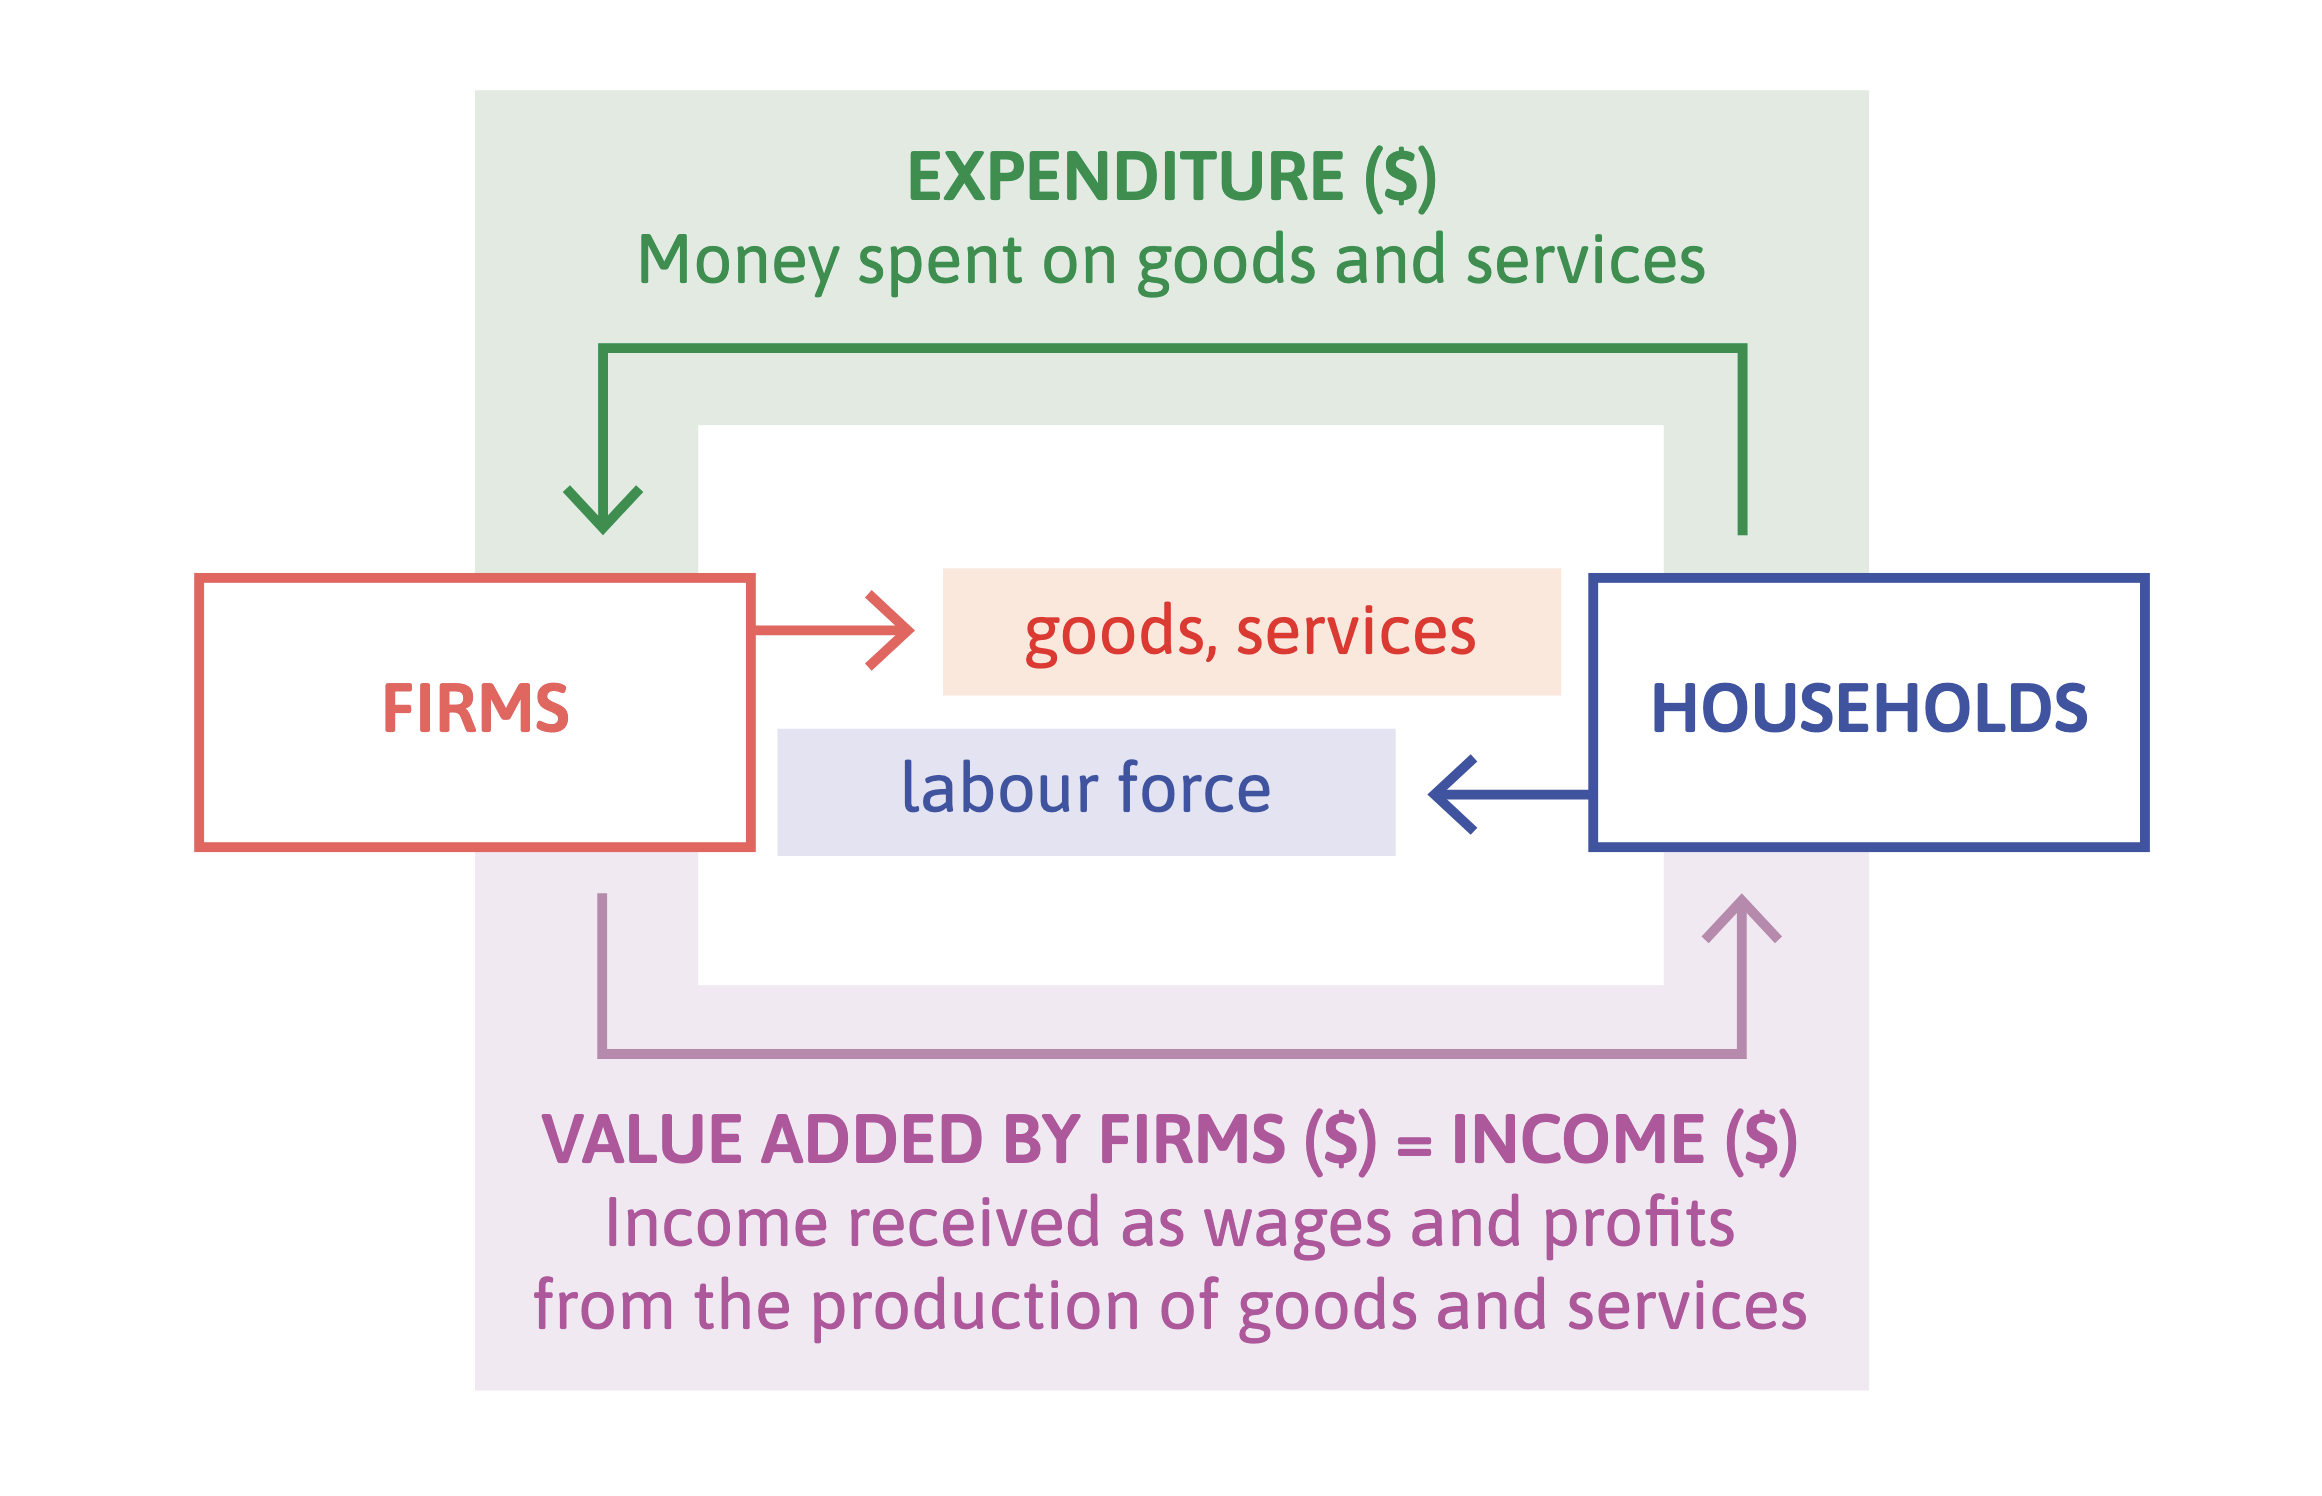 EXPENDITURE ($)
Money spent on goods and services
goods, services
FIRMS
HOUSEHOLDS
labour force
VALUE ADDED BY FIRMS ($) = INCOME ($)
Income received as wages and profits
from the production of goods and services